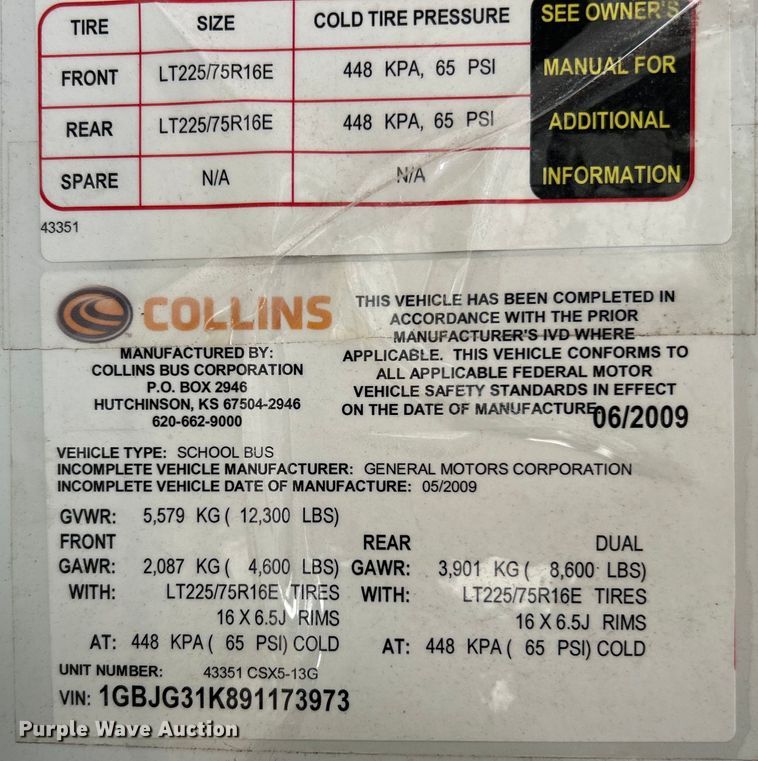 TIRE SIZE COLD TIRE PRESSURE SEE OWNER'S
FRONT LT225/75R16E 448 KPA, 65 PSI MANUAL FOR
REAR LT225/75R16E 448 KPA, 65 PSI ADDITIONAL
SPARE N/A N/A INFORMATION
43351
COLLINS
MANUFACTURED BY:
COLLINS BUS CORPORATION
P.O. BOX 2946
HUTCHINSON, KS 67504-2946
620-662-9000
THIS VEHICLE HAS BEEN COMPLETED IN
ACCORDANCE WITH THE PRIOR
MANUFACTURER'S IVD WHERE
APPLICABLE. THIS VEHICLE CONFORMS TO
ALL APPLICABLE FEDERAL MOTOR
VEHICLE SAFETY STANDARDS IN EFFECT
ON THE DATE OF MANUFACTURE: 06/2009
VEHICLE TYPE: SCHOOL BUS
INCOMPLETE VEHICLE MANUFACTURER: GENERAL MOTORS CORPORATION
INCOMPLETE VEHICLE DATE OF MANUFACTURE: 05/2009
GVWR: 5,579 KG ( 12,300 LBS)
FRONT REAR DUAL
GAWR: 2,087 KG ( 4,600 LBS) GAWR: 3,901 KG ( 8,600 LBS)
WITH: LT225/75R16E TIRES WITH: LT225/75R16E TIRES
16 X 6.5J RIMS 16 X 6.5J RIMS
AT: 448 KPA ( 65 PSI) COLD AT: 448 KPA ( 65 PSI) COLD
UNIT NUMBER: 43351 CSX5-13G
VIN: 1GBJG31K891173973
Purple Wave Auction